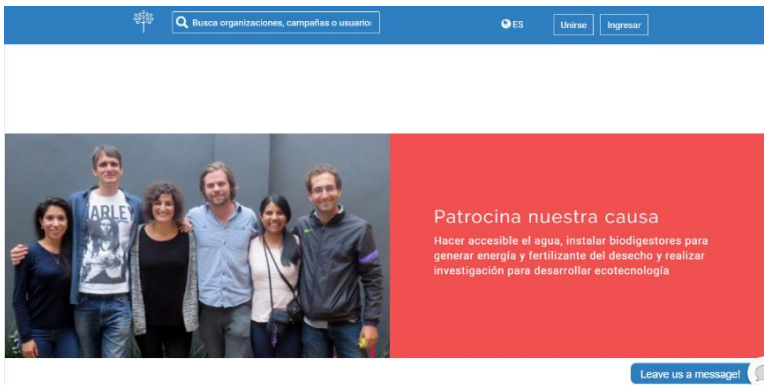 Busca organizaciones, campañas o usuario
ES
Unirse
Ingresar
MARLEY
Patrocina nuestra causa
Hacer accesible el agua, instalar biodigestores para
generar energía y fertilizante del desecho y realizar
investigación para desarrollar ecotecnología
Leave us a message!